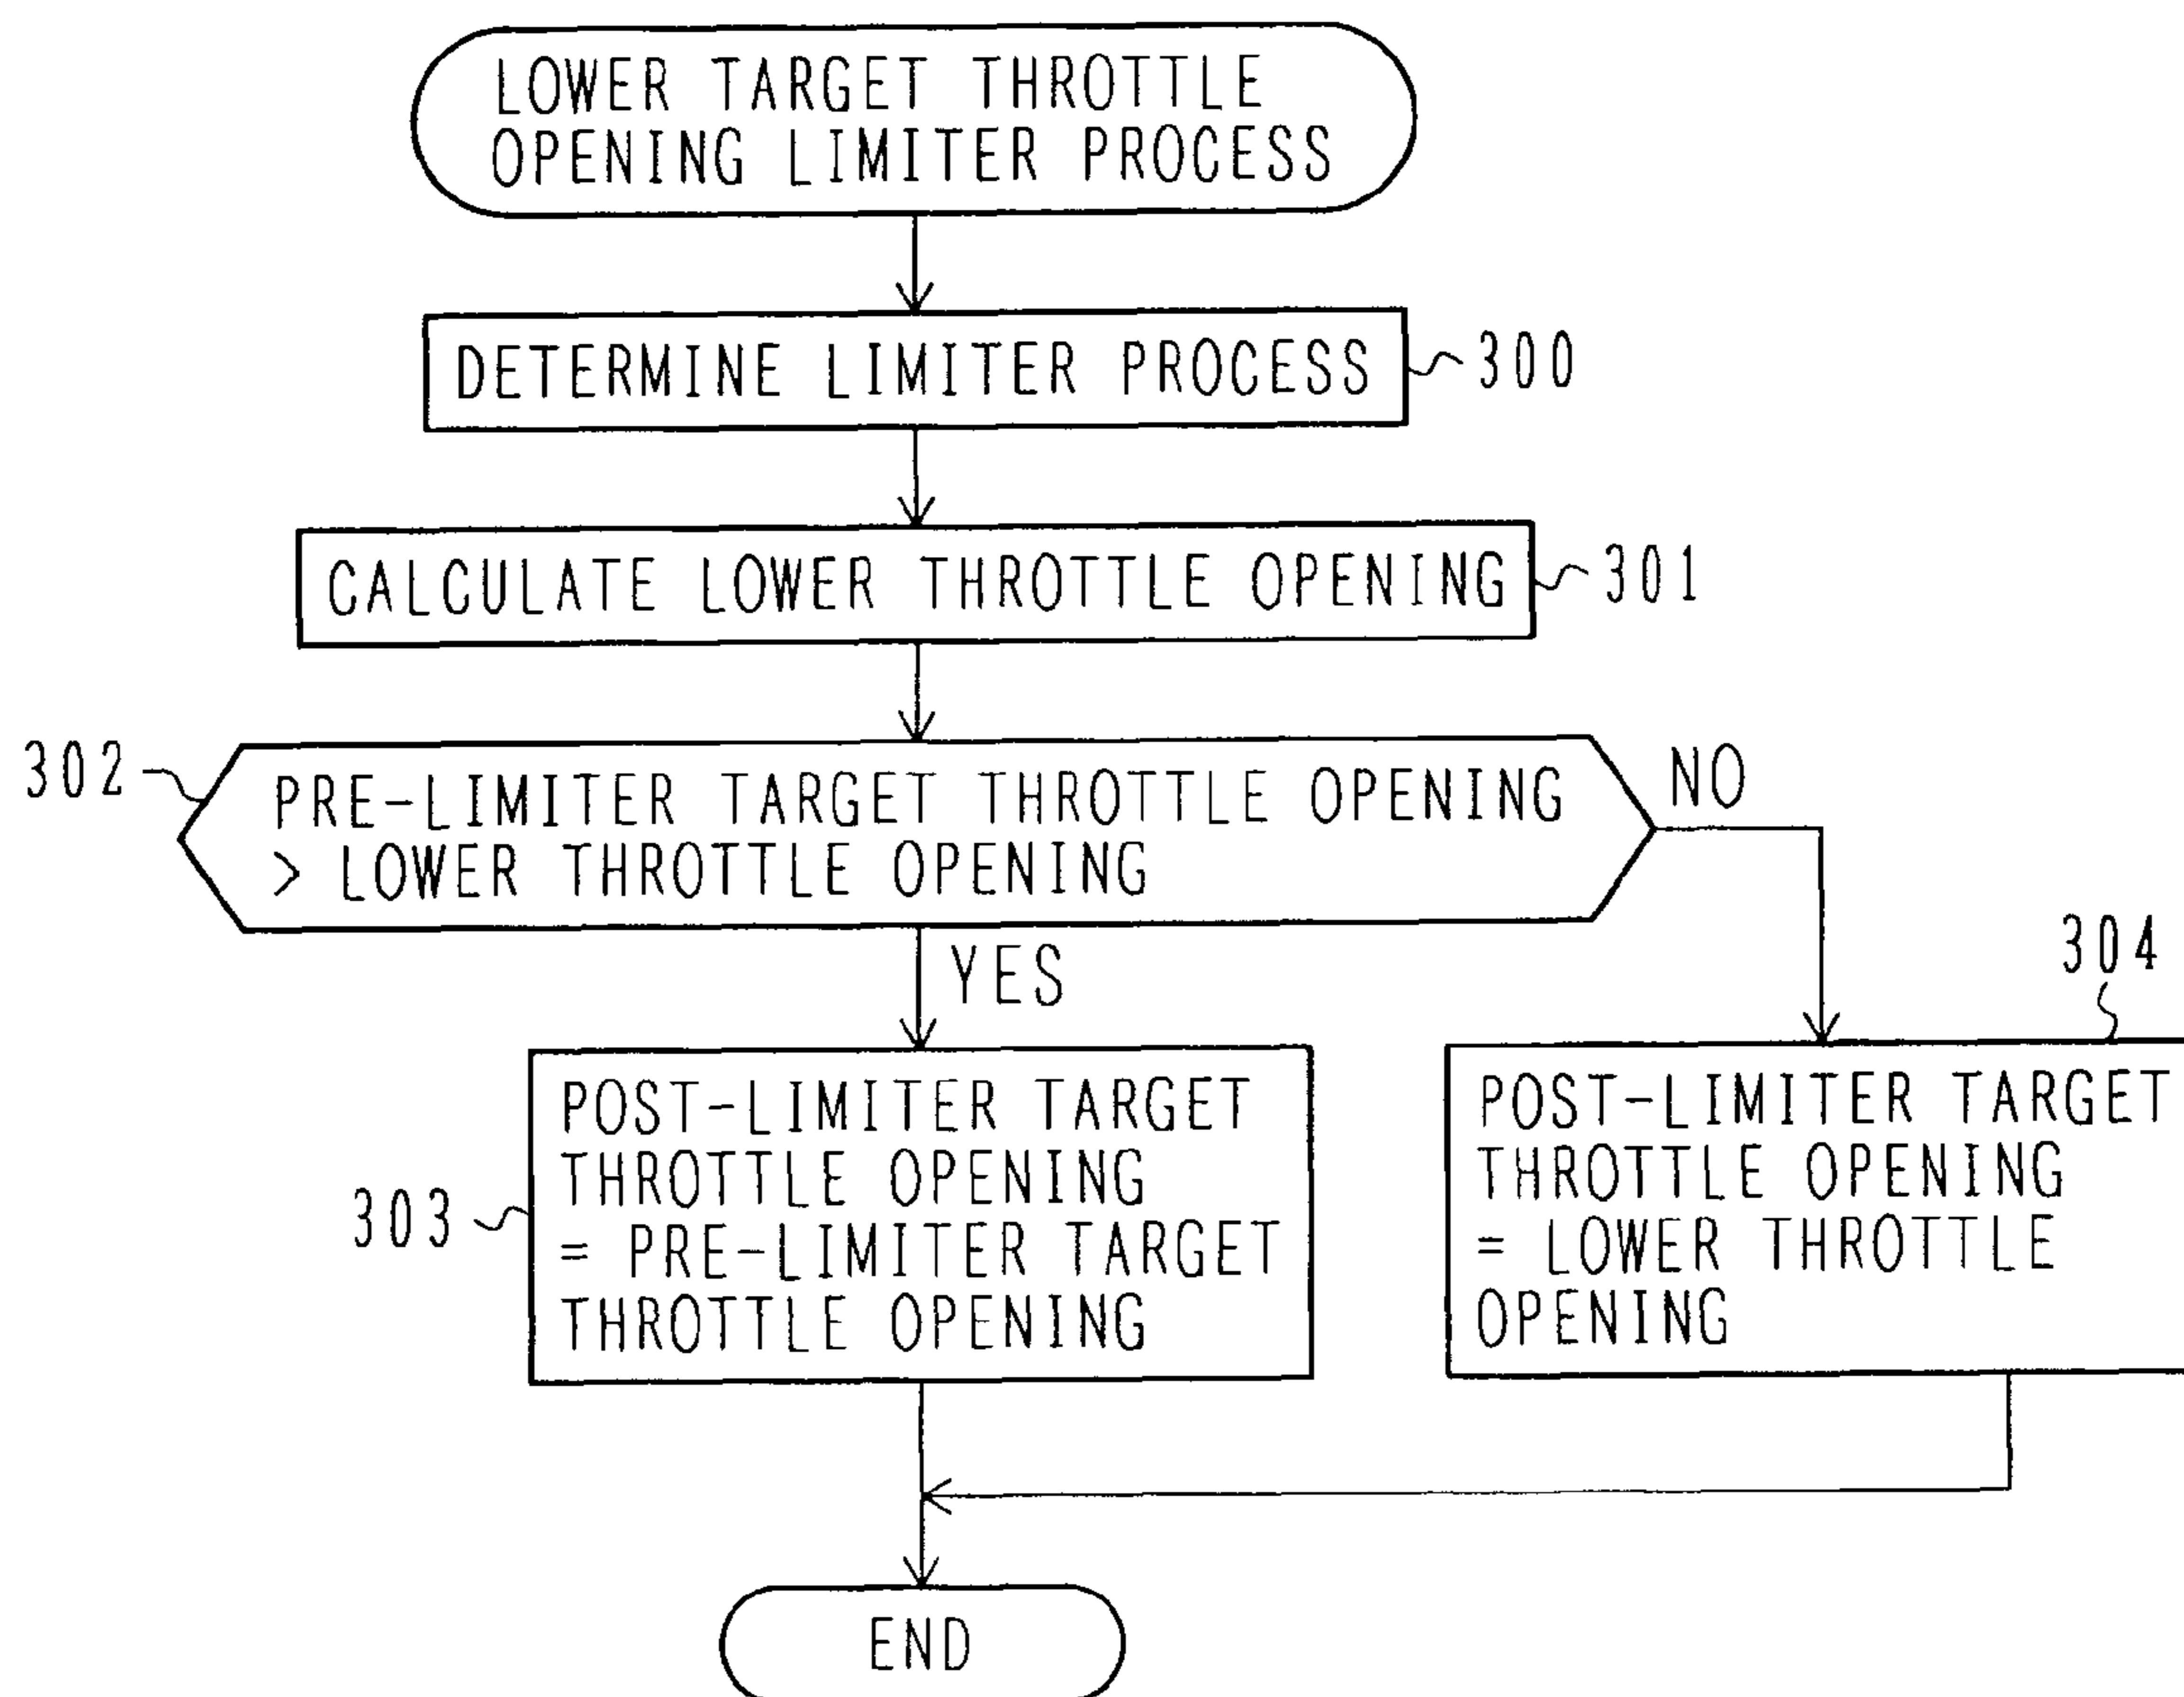 LOWER TARGET THROTTLE
OPENING LIMITER PROCESS
DETERMINE LIMITER PROCESS
300
CALCULATE LOWER THROTTLE OPENING
301
302
PRE-LIMITER TARGET THROTTLE OPENING
> LOWER THROTTLE OPENING
NO
YES
304
303
POST-LIMITER TARGET
THROTTLE OPENING
= PRE-LIMITER TARGET
THROTTLE OPENING
POST-LIMITER TARGET
THROTTLE OPENING
= LOWER THROTTLE
OPENING
END